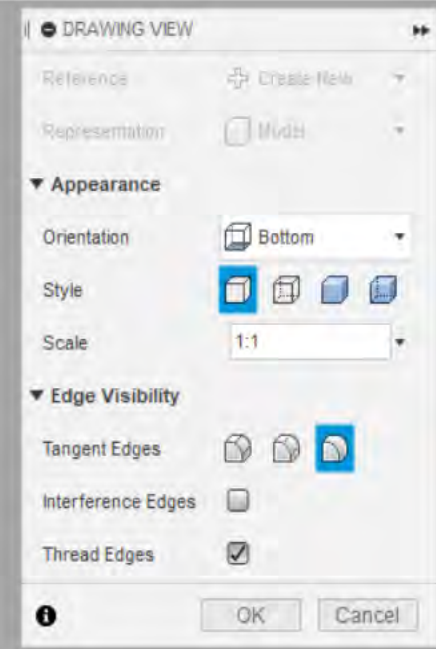 DRAWING VIEW
Reference Create New
Representation Model
Appearance
Orientation Bottom
Style
Scale 1:1
Edge Visibility
Tangent Edges
Interference Edges
Thread Edges
OK Cancel